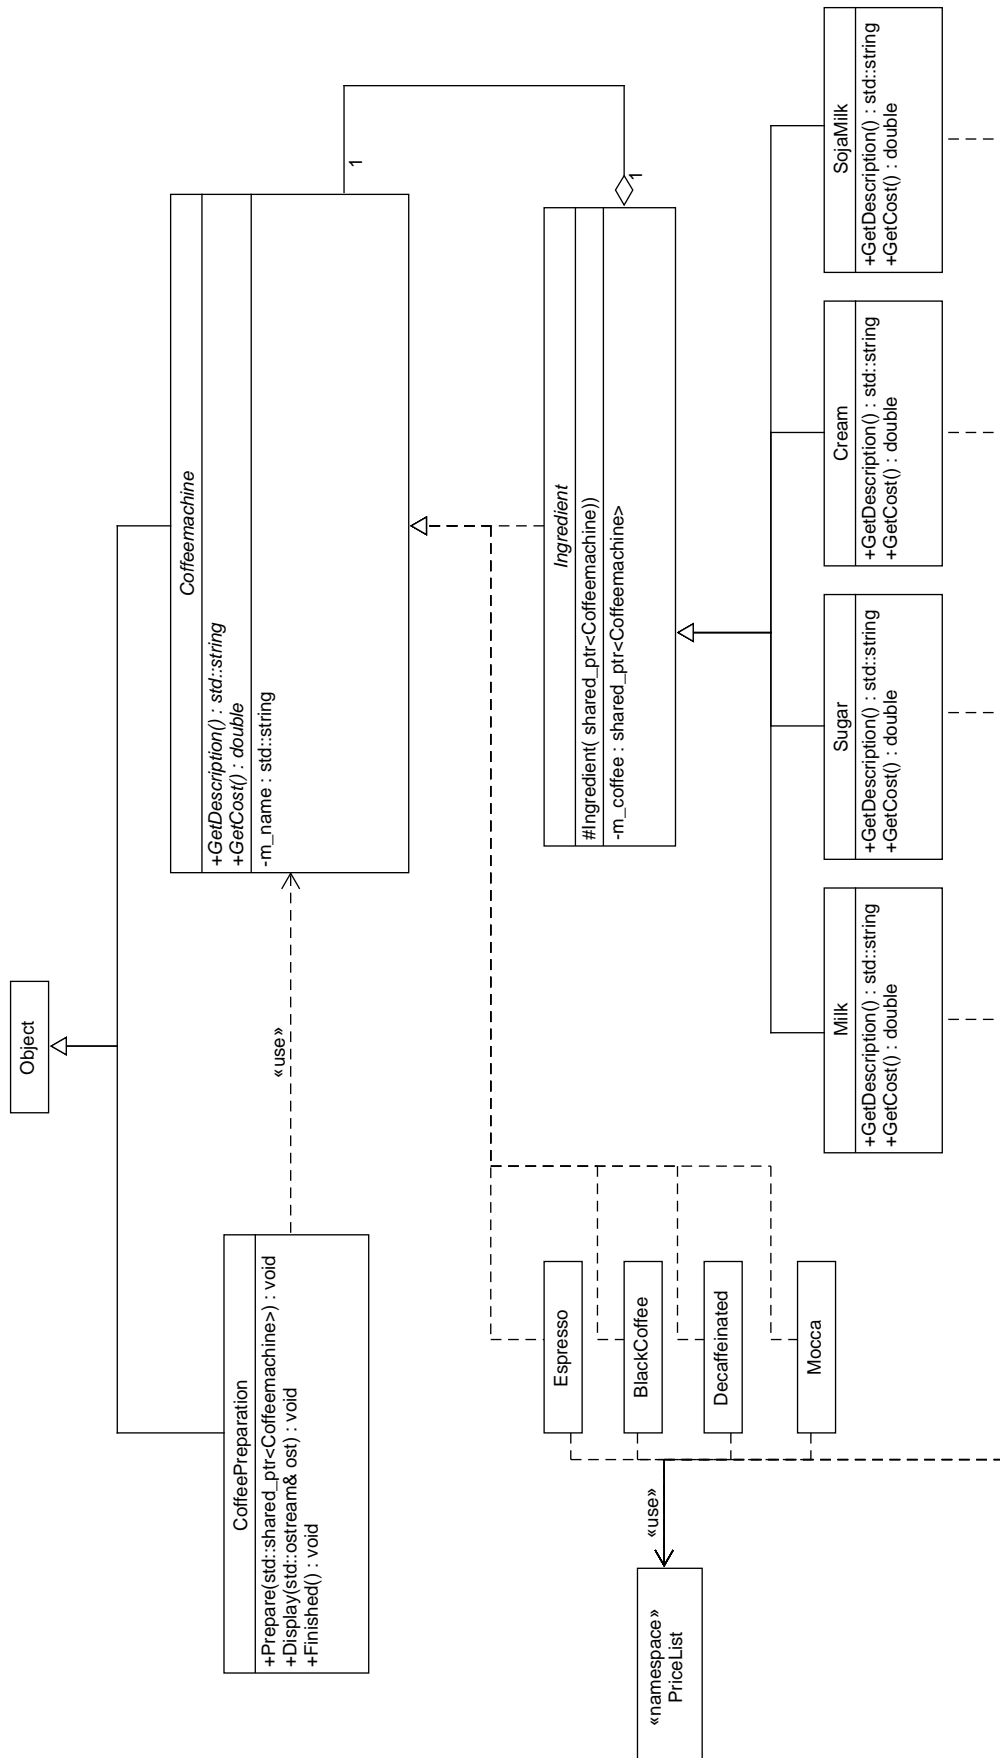 Object
CoffeePreparation
+Prepare(std::shared_ptr<Coffeemachine>) : void
+Display(std::ostream& ost) : void
+Finished() : void
«use»
Coffeemachine
+GetDescription() : std::string
+GetCost() : double
-m_name : std::string
1
1
Ingredient
#Ingredient( shared_ptr<Coffeemachine))
-m_coffee : shared_ptr<Coffeemachine>
Espresso
BlackCoffee
Decaffeinated
Mocca
«use»
«namespace»
PriceList
Milk
+GetDescription() : std::string
+GetCost() : double
Sugar
+GetDescription() : std::string
+GetCost() : double
Cream
+GetDescription() : std::string
+GetCost() : double
SojaMilk
+GetDescription() : std::string
+GetCost() : double